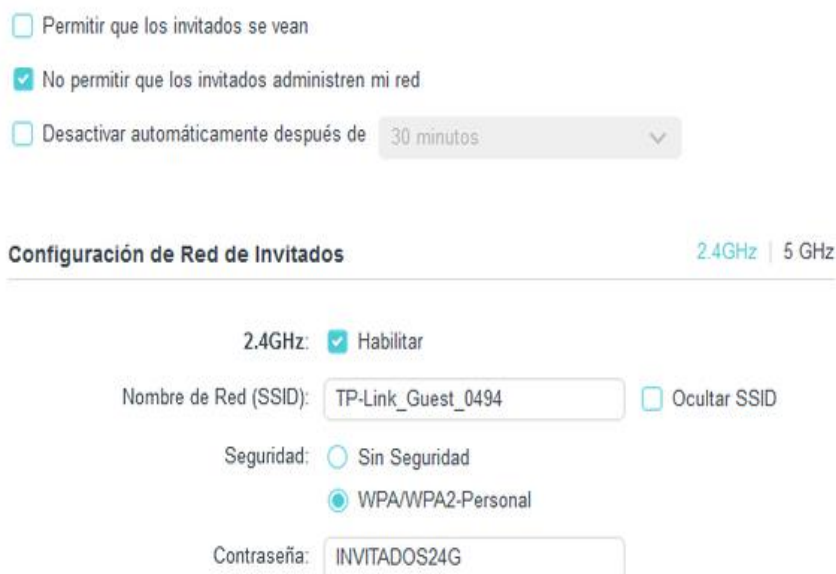 Permitir que los invitados se vean
No permitir que los invitados administren mi red
Desactivar automáticamente después de 30 minutos
Configuración de Red de Invitados 2.4GHz | 5 GHz
2.4GHz: Habilitar
Nombre de Red (SSID): TP-Link_Guest_0494 Ocultar SSID
Seguridad: Sin Seguridad
WPA/WPA2-Personal
Contraseña: INVITADOS24G